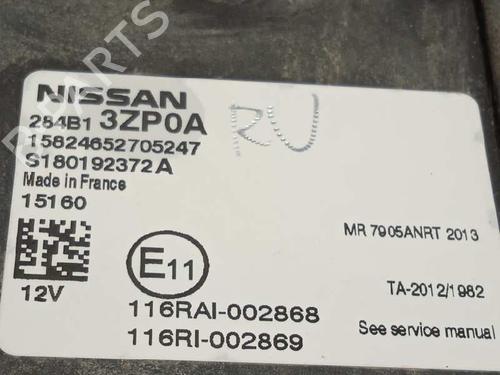 NISSAN
284B1 3ZP0A
15824652705247
S180192372A
Made in France
15160
RU
MR 7905ANRT 2013
E11
12V
TA-2012/1982
116RAI-002868
116RI-002869
See service manual